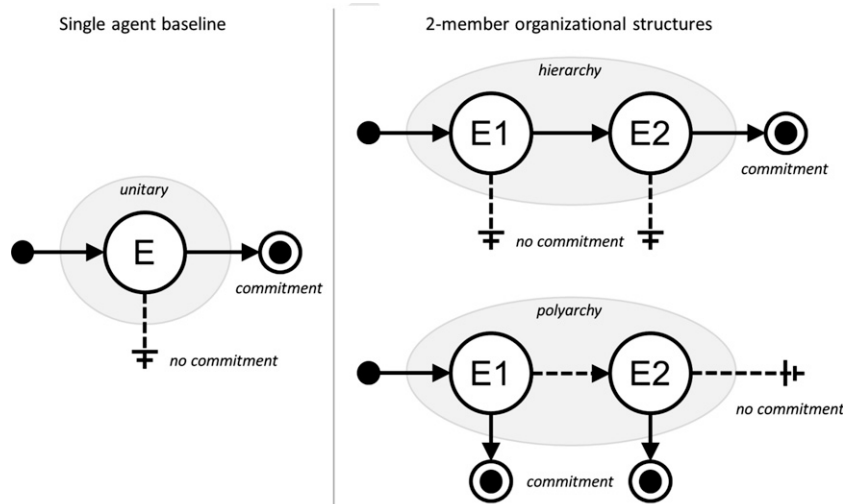 Single agent baseline
2-member organizational structures
unitary
E
commitment
no commitment
hierarchy
E1
E2
commitment
no commitment
polyarchy
E1
E2
no commitment
commitment